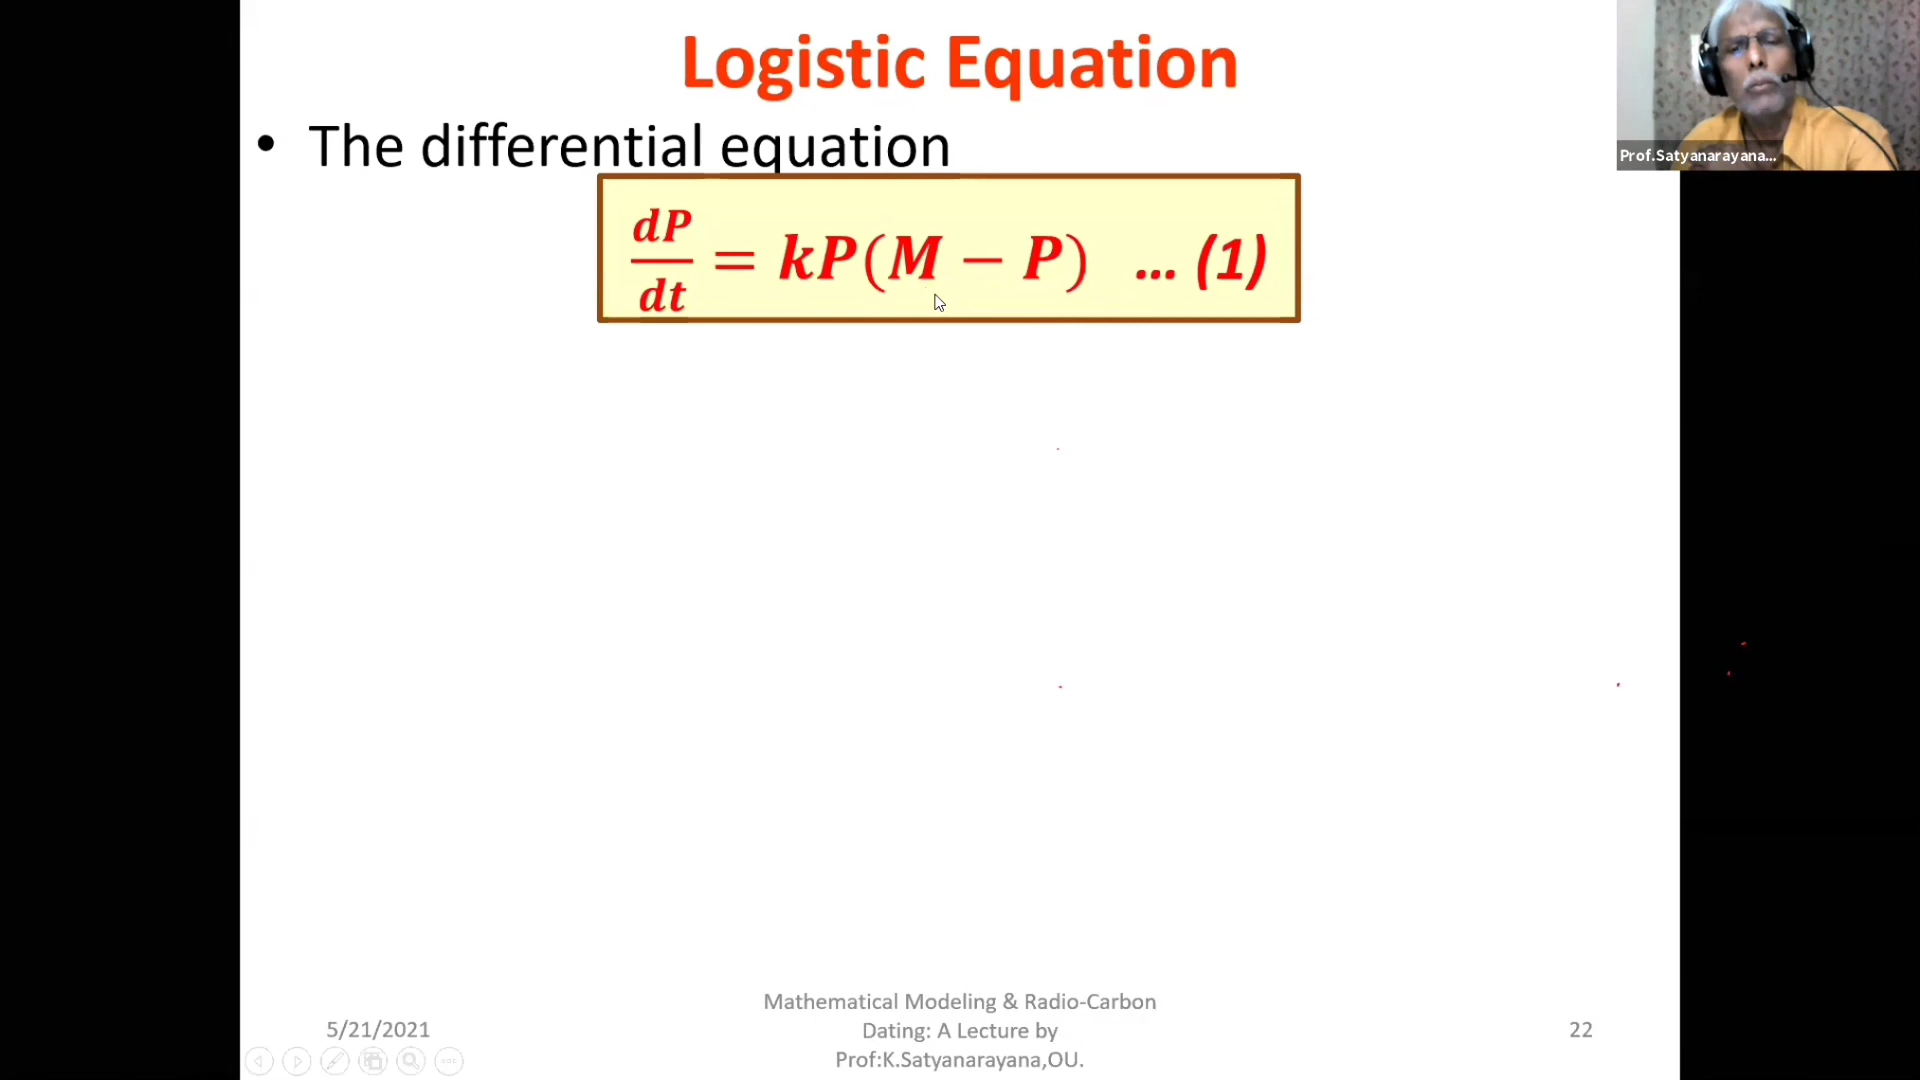 Logistic Equation
• The differential equation
dP/dt = kP(M − P) ... (1)
Prof.Satyanarayana...
5/21/2021
Mathematical Modeling & Radio-Carbon
Dating: A Lecture by
Prof:K.Satyanarayana,OU.
22